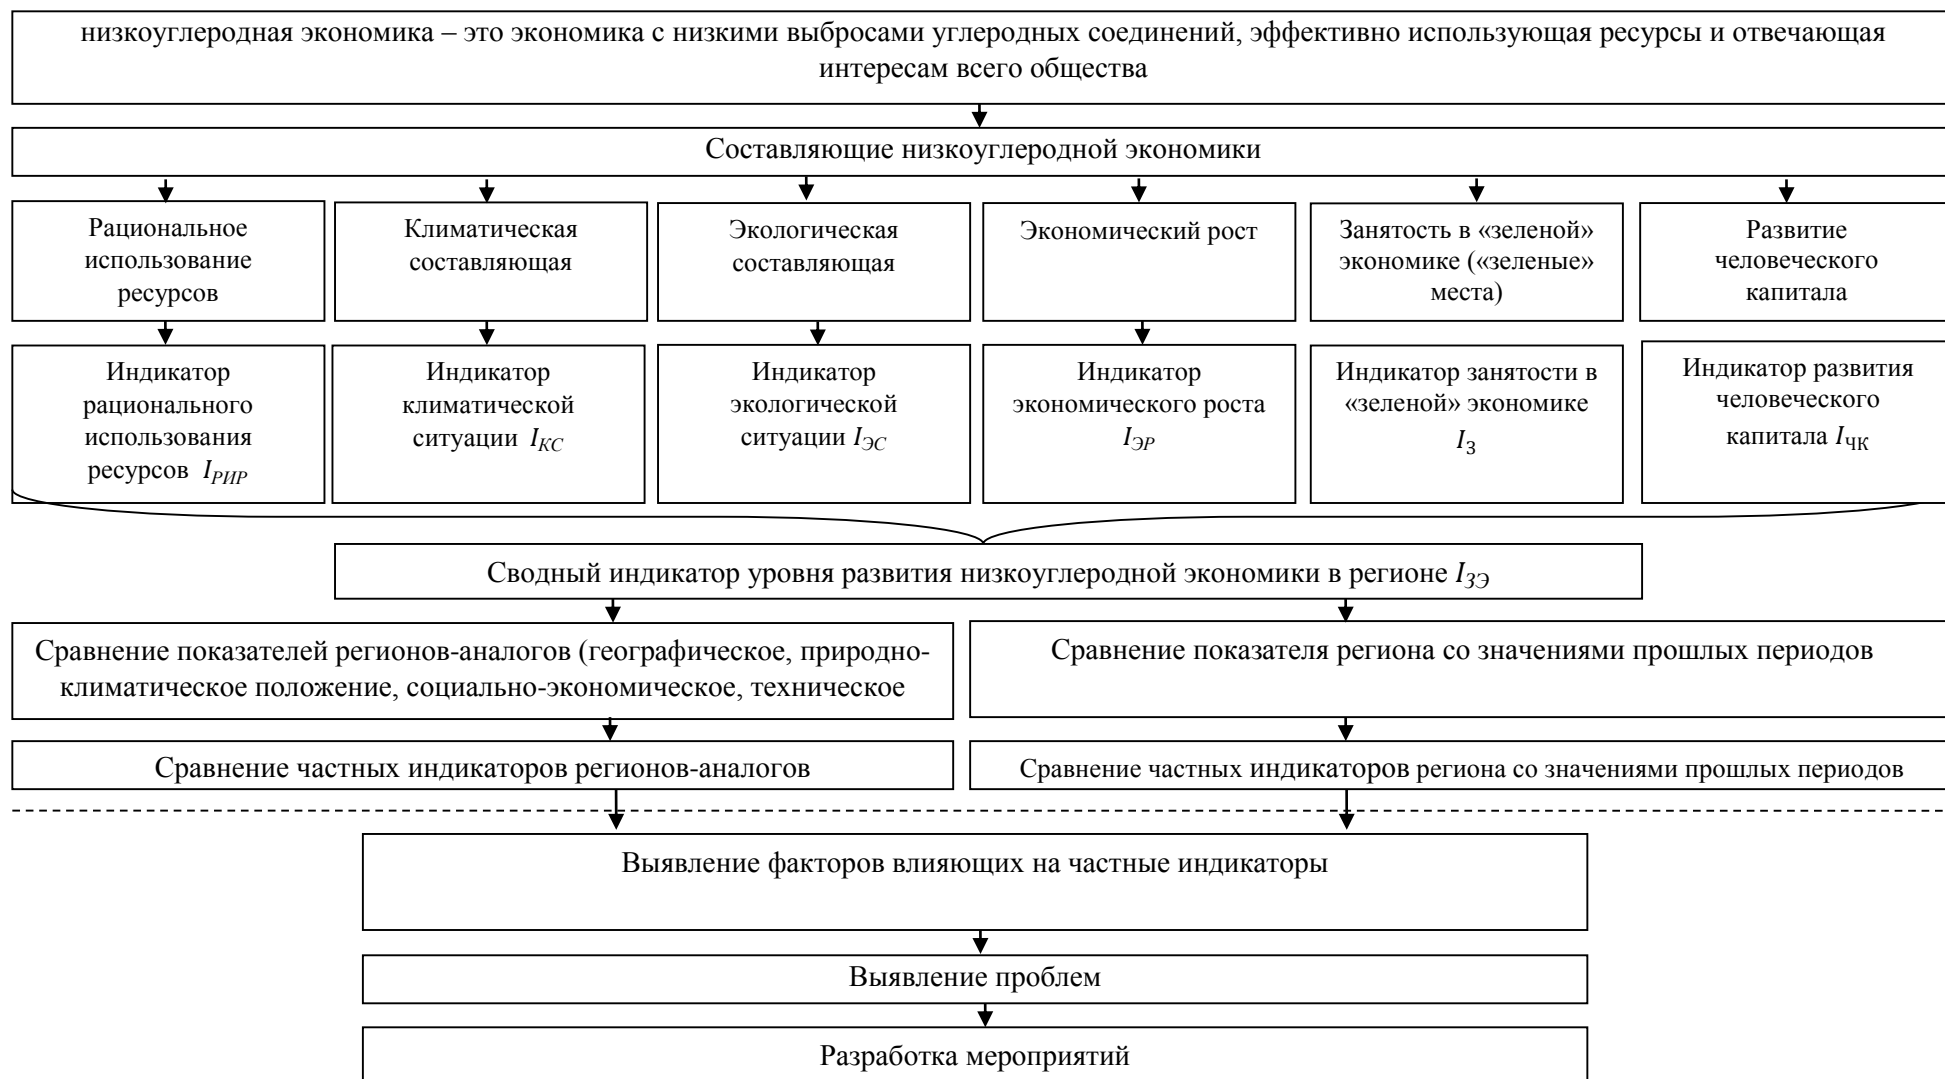 низкоуглеродная экономика – это экономика с низкими выбросами углеродных соединений, эффективно использующая ресурсы и отвечающая
интересам всего общества
Составляющие низкоуглеродной экономики
Рациональное
использование
ресурсов
Климатическая
составляющая
Экологическая
составляющая
Экономический рост
Занятость в «зеленой»
экономике («зеленые»
места)
Развитие
человеческого
капитала
Индикатор
рационального
использования
ресурсов I_РИР
Индикатор
климатической
ситуации I_КС
Индикатор
экологической
ситуации I_ЭС
Индикатор
экономического роста
I_ЭР
Индикатор занятости в
«зеленой» экономике
I_З
Индикатор развития
человеческого
капитала I_ЧК
Сводный индикатор уровня развития низкоуглеродной экономики в регионе I_ЗЭ
Сравнение показателей регионов-аналогов (географическое, природно-
климатическое положение, социально-экономическое, техническое
Сравнение показателя региона со значениями прошлых периодов
Сравнение частных индикаторов регионов-аналогов
Сравнение частных индикаторов региона со значениями прошлых периодов
Выявление факторов влияющих на частные индикаторы
Выявление проблем
Разработка мероприятий